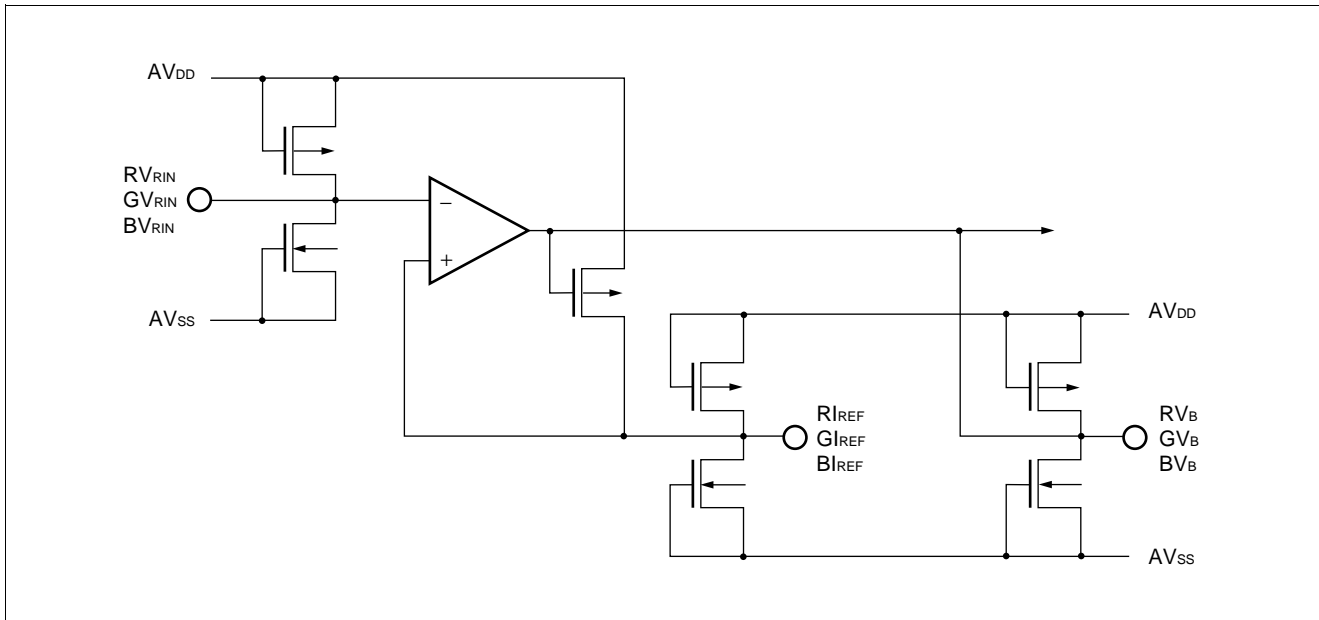 AVDD
RVRIN
GVRIN
BVRIN
−
+
AVSS
AVDD
RIREF
GIREF
BIREF
RVB
GVB
BVB
AVSS